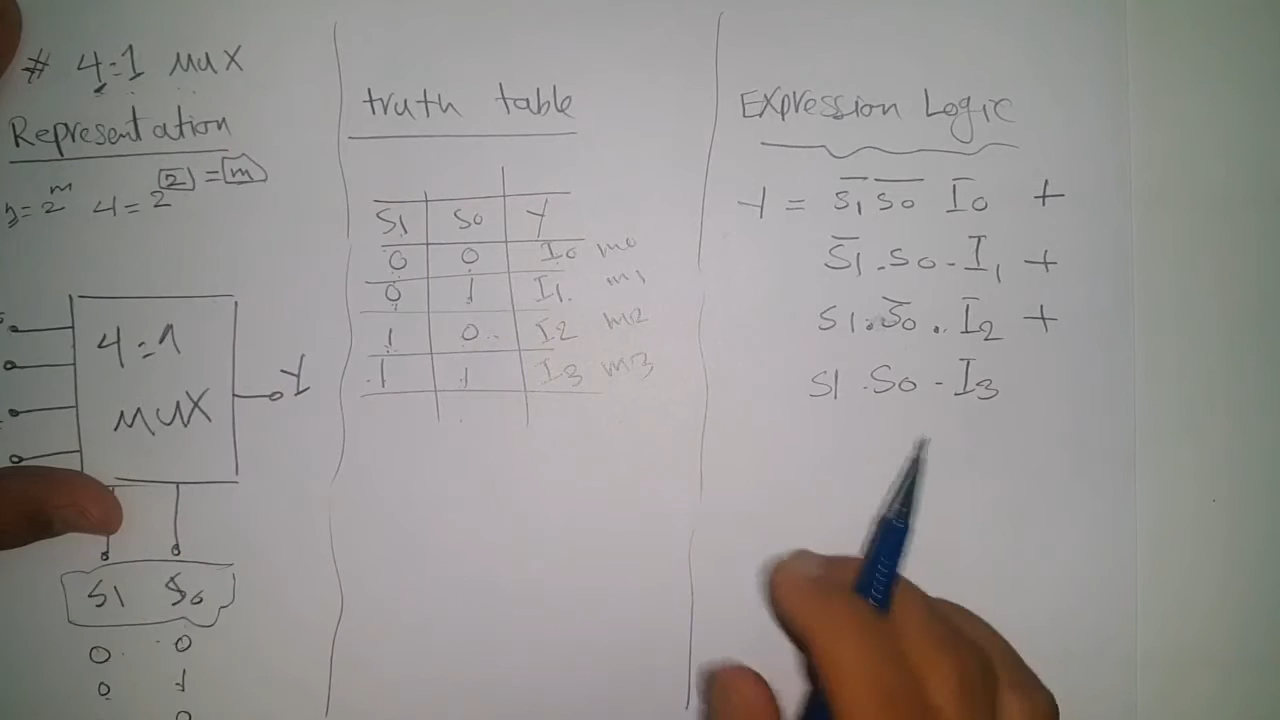 # 4:1 MUX
Representation
n=2^m 4=2^2 =m
4:1
MUX
Y
S1 S0
0 0
0 1
0
truth table
S1 S0 Y
0 0 I0 m0
0 1 I1. m1
1 0.. I2 m2
1 1 I3 m3
Expression Logic
Y = S̅1 S̅0 I0 +
S̅1.S0-I1 +
S1.S̅0..I2 +
S1.S0-I3